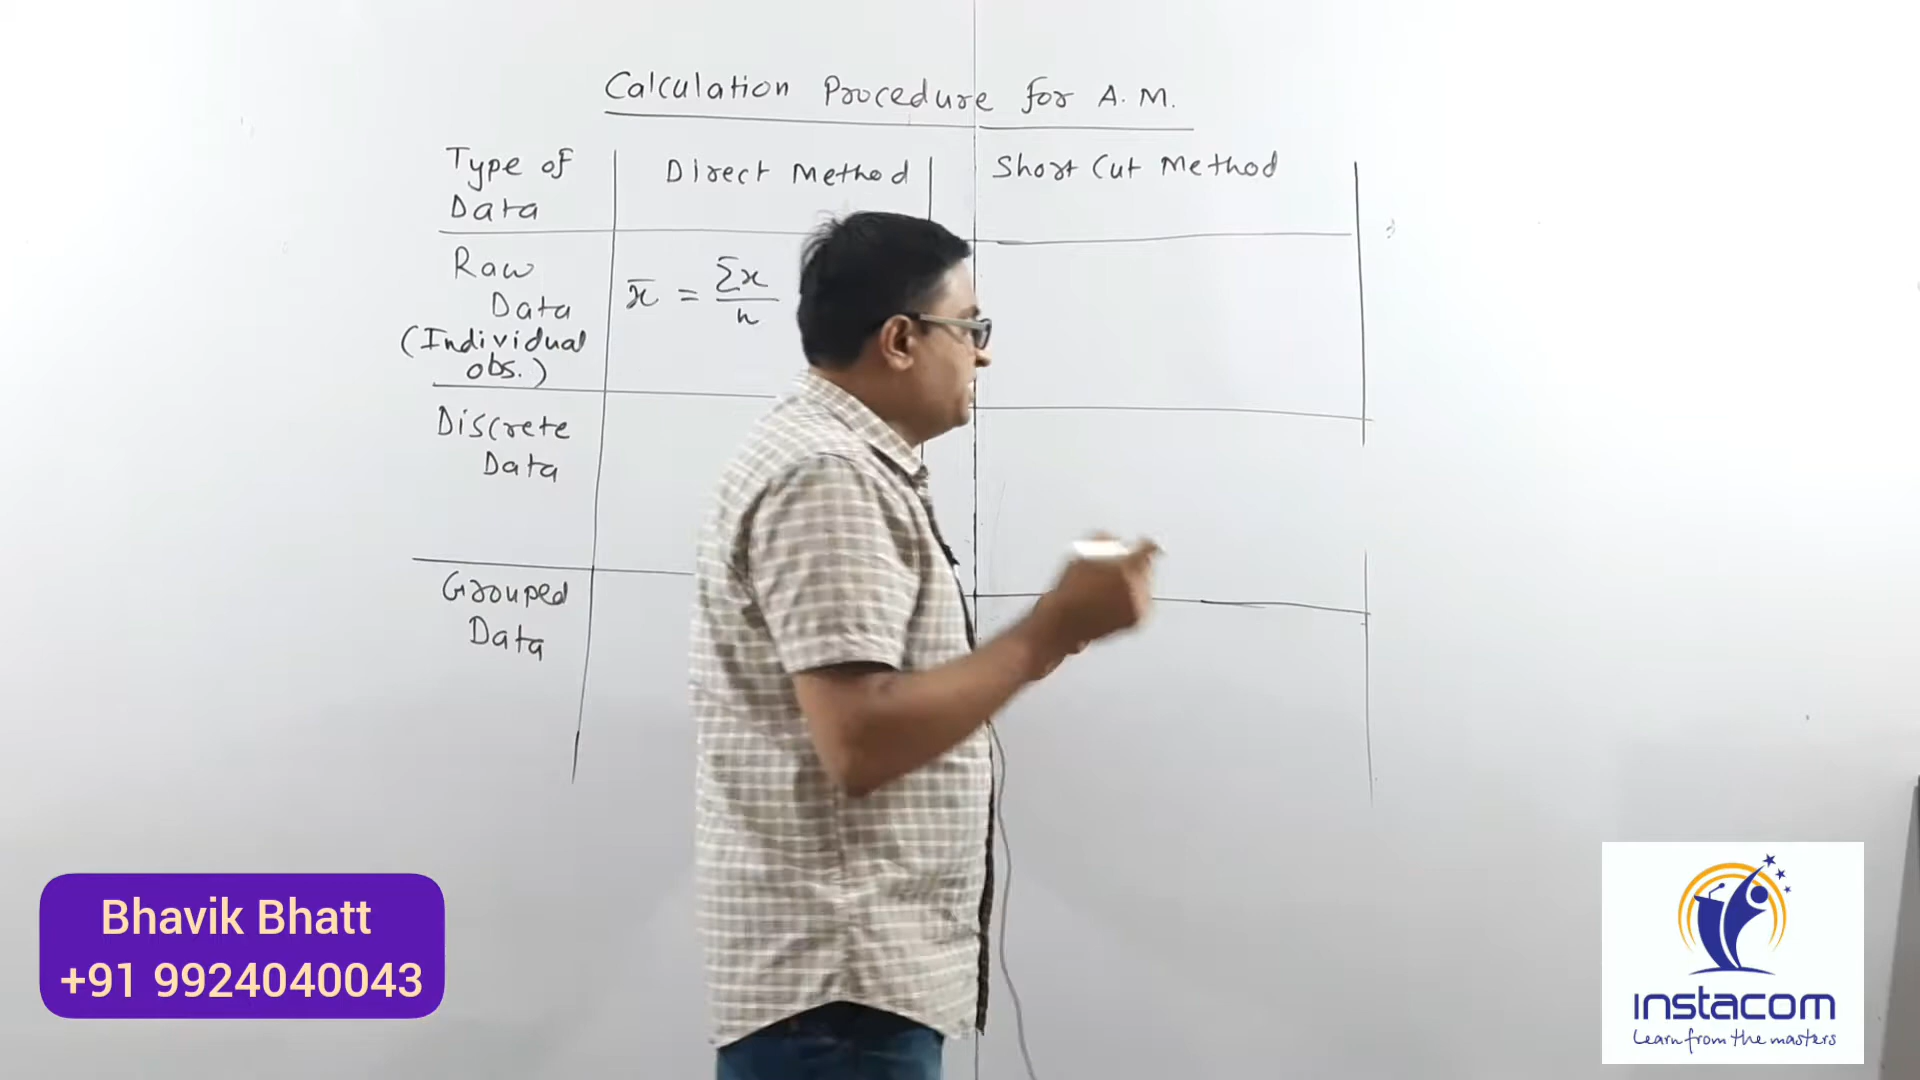 Calculation Procedure for A.M.
Type of Data
Direct Method
Short Cut Method
Raw Data
(Individual obs.)
x̄ = Σx / n
Discrete Data
Grouped Data
Bhavik Bhatt
+91 9924040043
instacom
Learn from the masters